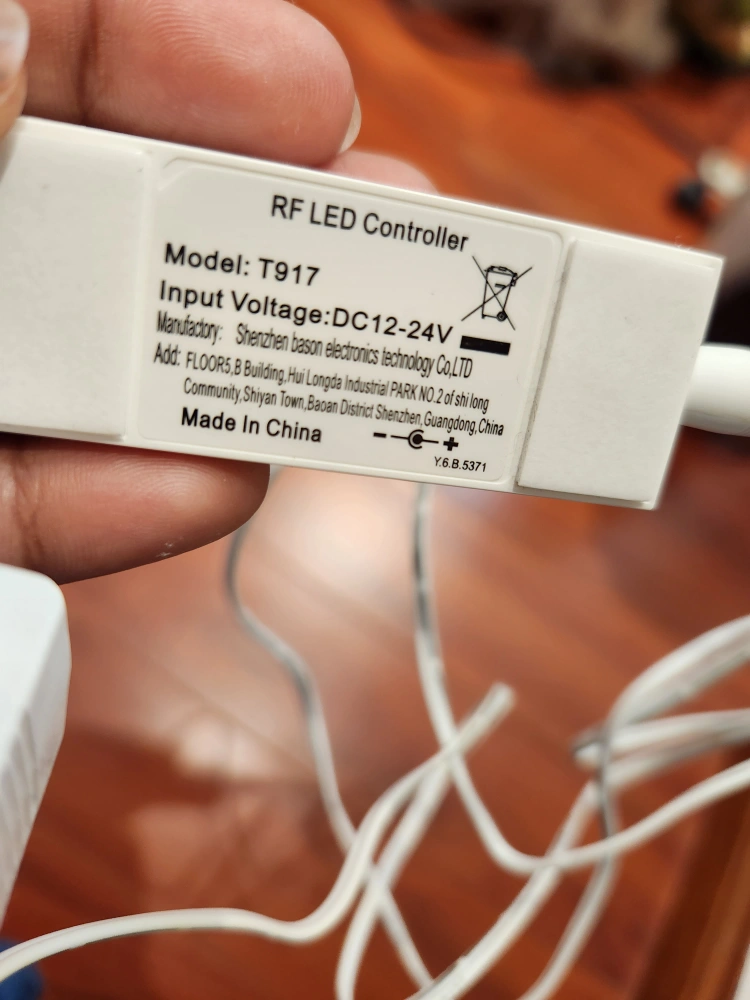 RF LED Controller
Model: T917
Input Voltage:DC12-24V
Manufactory: Shenzhen bason electronics technology Co,LTD
Add: FLOOR5,B Building,Hui Longda Industrial PARK NO.2 of shi long
Community,Shiyan Town,Baoan District Shenzhen,Guangdong,China
Made In China
- +
Y.6.B.5371